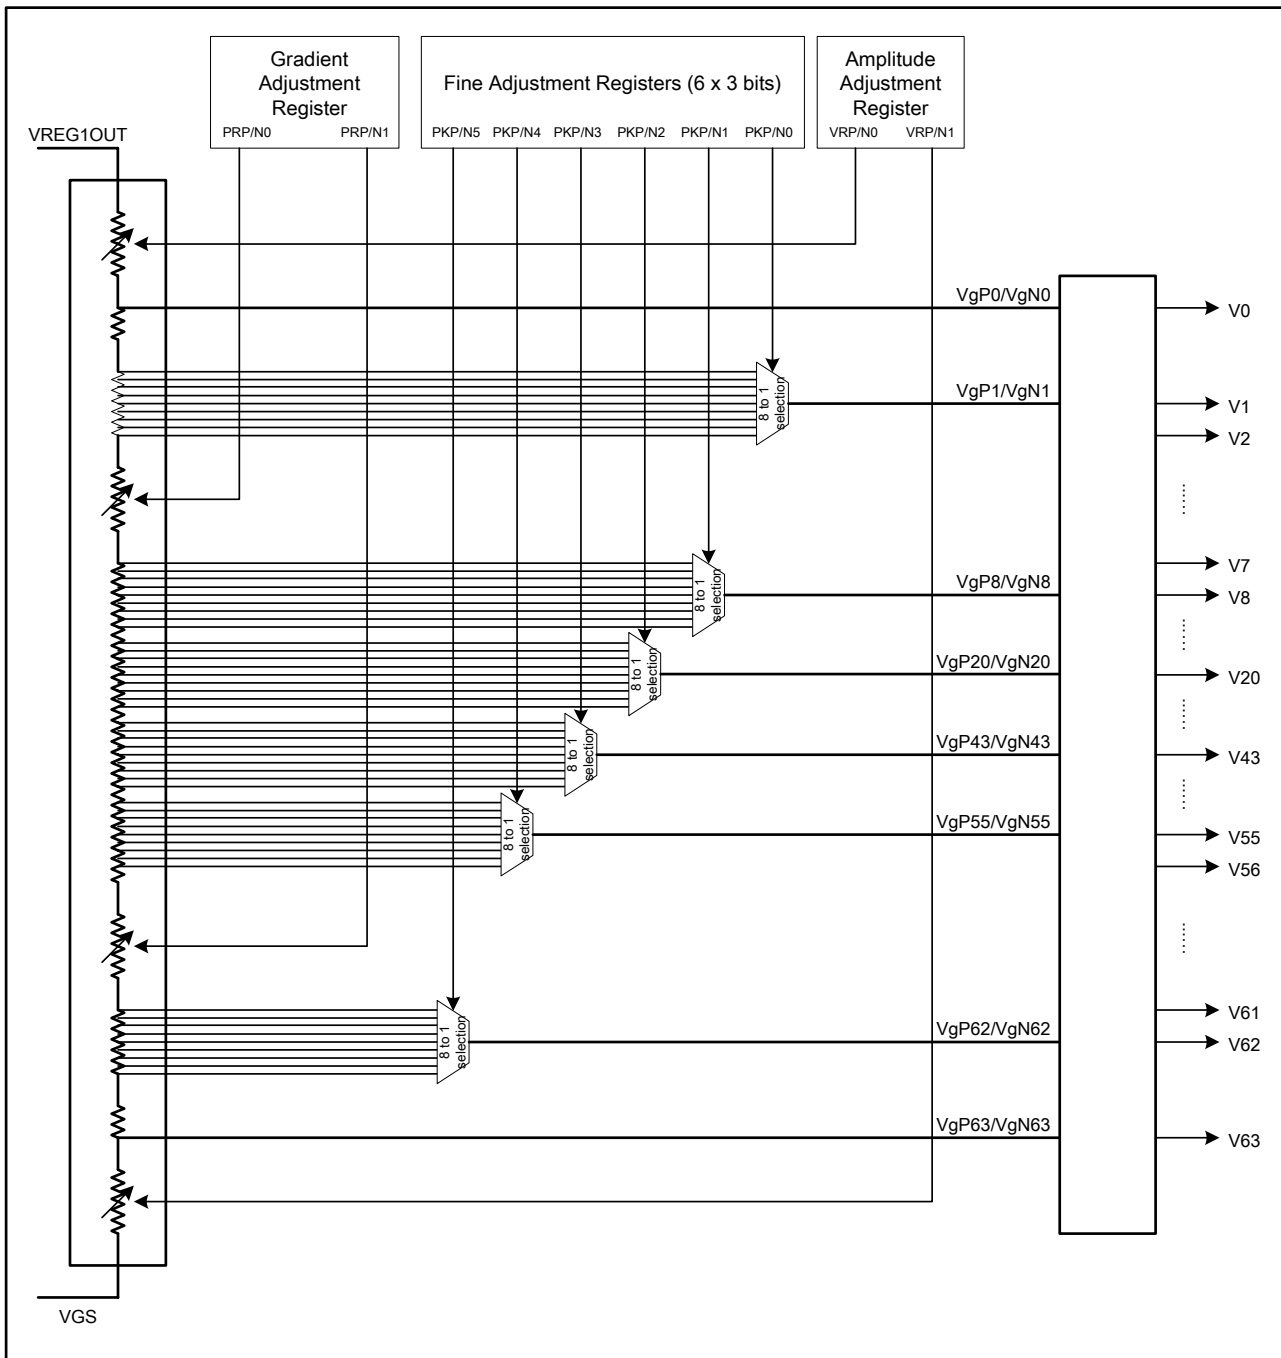 Gradient
Adjustment
Register
PRP/N0 PRP/N1
Fine Adjustment Registers (6 x 3 bits)
PKP/N5 PKP/N4 PKP/N3 PKP/N2 PKP/N1 PKP/N0
Amplitude
Adjustment
Register
VRP/N0 VRP/N1
VREG1OUT
VgP0/VgN0
V0
8 to 1
selection
VgP1/VgN1
V1
V2
V7
8 to 1
selection
VgP8/VgN8
V8
8 to 1
selection
VgP20/VgN20
V20
8 to 1
selection
VgP43/VgN43
V43
8 to 1
selection
VgP55/VgN55
V55
V56
V61
8 to 1
selection
VgP62/VgN62
V62
VgP63/VgN63
V63
VGS